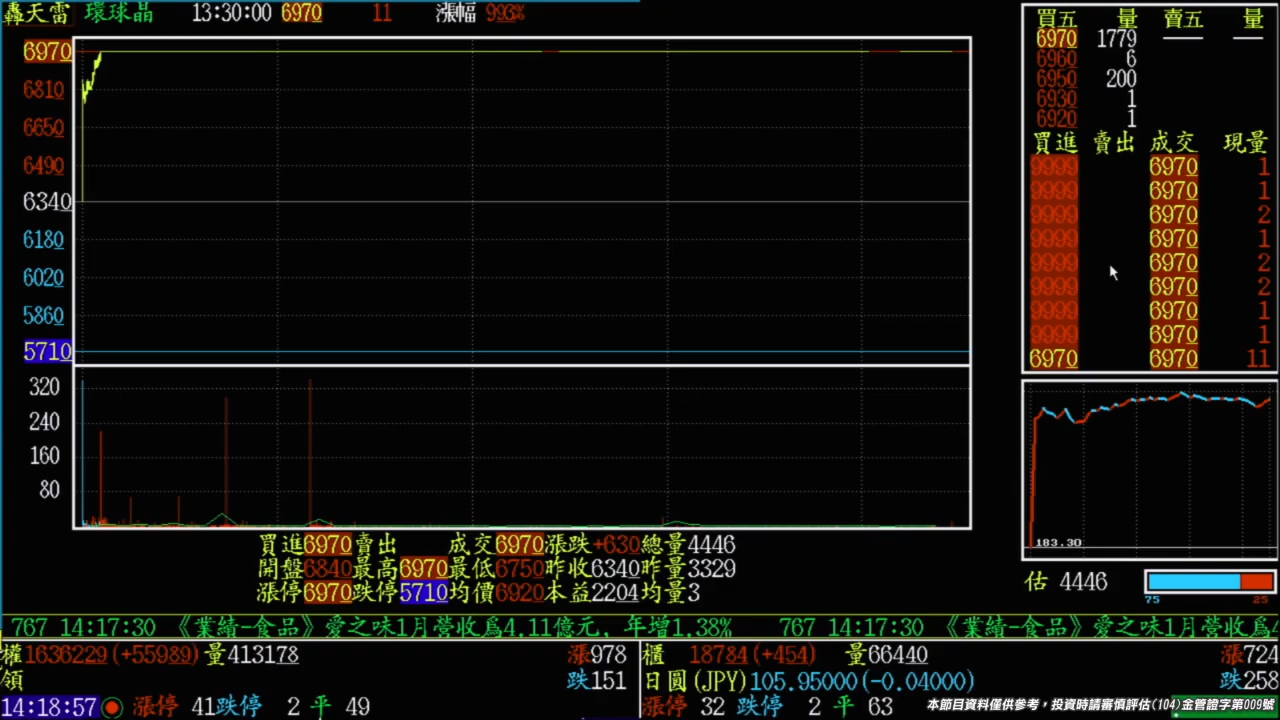 轟天雷 環球晶 13:30:00 6970 11 漲幅 993%
買五 量 賣五 量
6970 1779
6960 6
6950 200
6930 1
6920 1
買進 賣出 成交 現量
9999 6970 1
9999 6970 1
9999 6970 2
9999 6970 1
9999 6970 2
9999 6970 2
9999 6970 1
9999 6970 1
6970 6970 11
6970
6810
6650
6490
6340
6180
6020
5860
5710
320
240
160
80
183.30
買進6970賣出 成交6970漲跌+630總量4446
開盤6840最高6970最低6750昨收6340昨量3329
漲停6970跌停5710均價6920本益2204均量3
估 4446
75 25
767 14:17:30 《業績-食品》愛之味1月營收為4.11億元, 年增1.38% 767 14:17:30 《業績-食品》愛之味1月營收為4
權1636229(+55989)量413178 漲978
領 跌151
14:18:57 漲停 41跌停 2 平 49
櫃 18784(+454) 量66440 漲724
日圓(JPY)105.95000(-0.04000) 跌258
漲停 32 跌停 2 平 63
本節目資料僅供參考，投資時請審慎評估(104)金管證字第009號